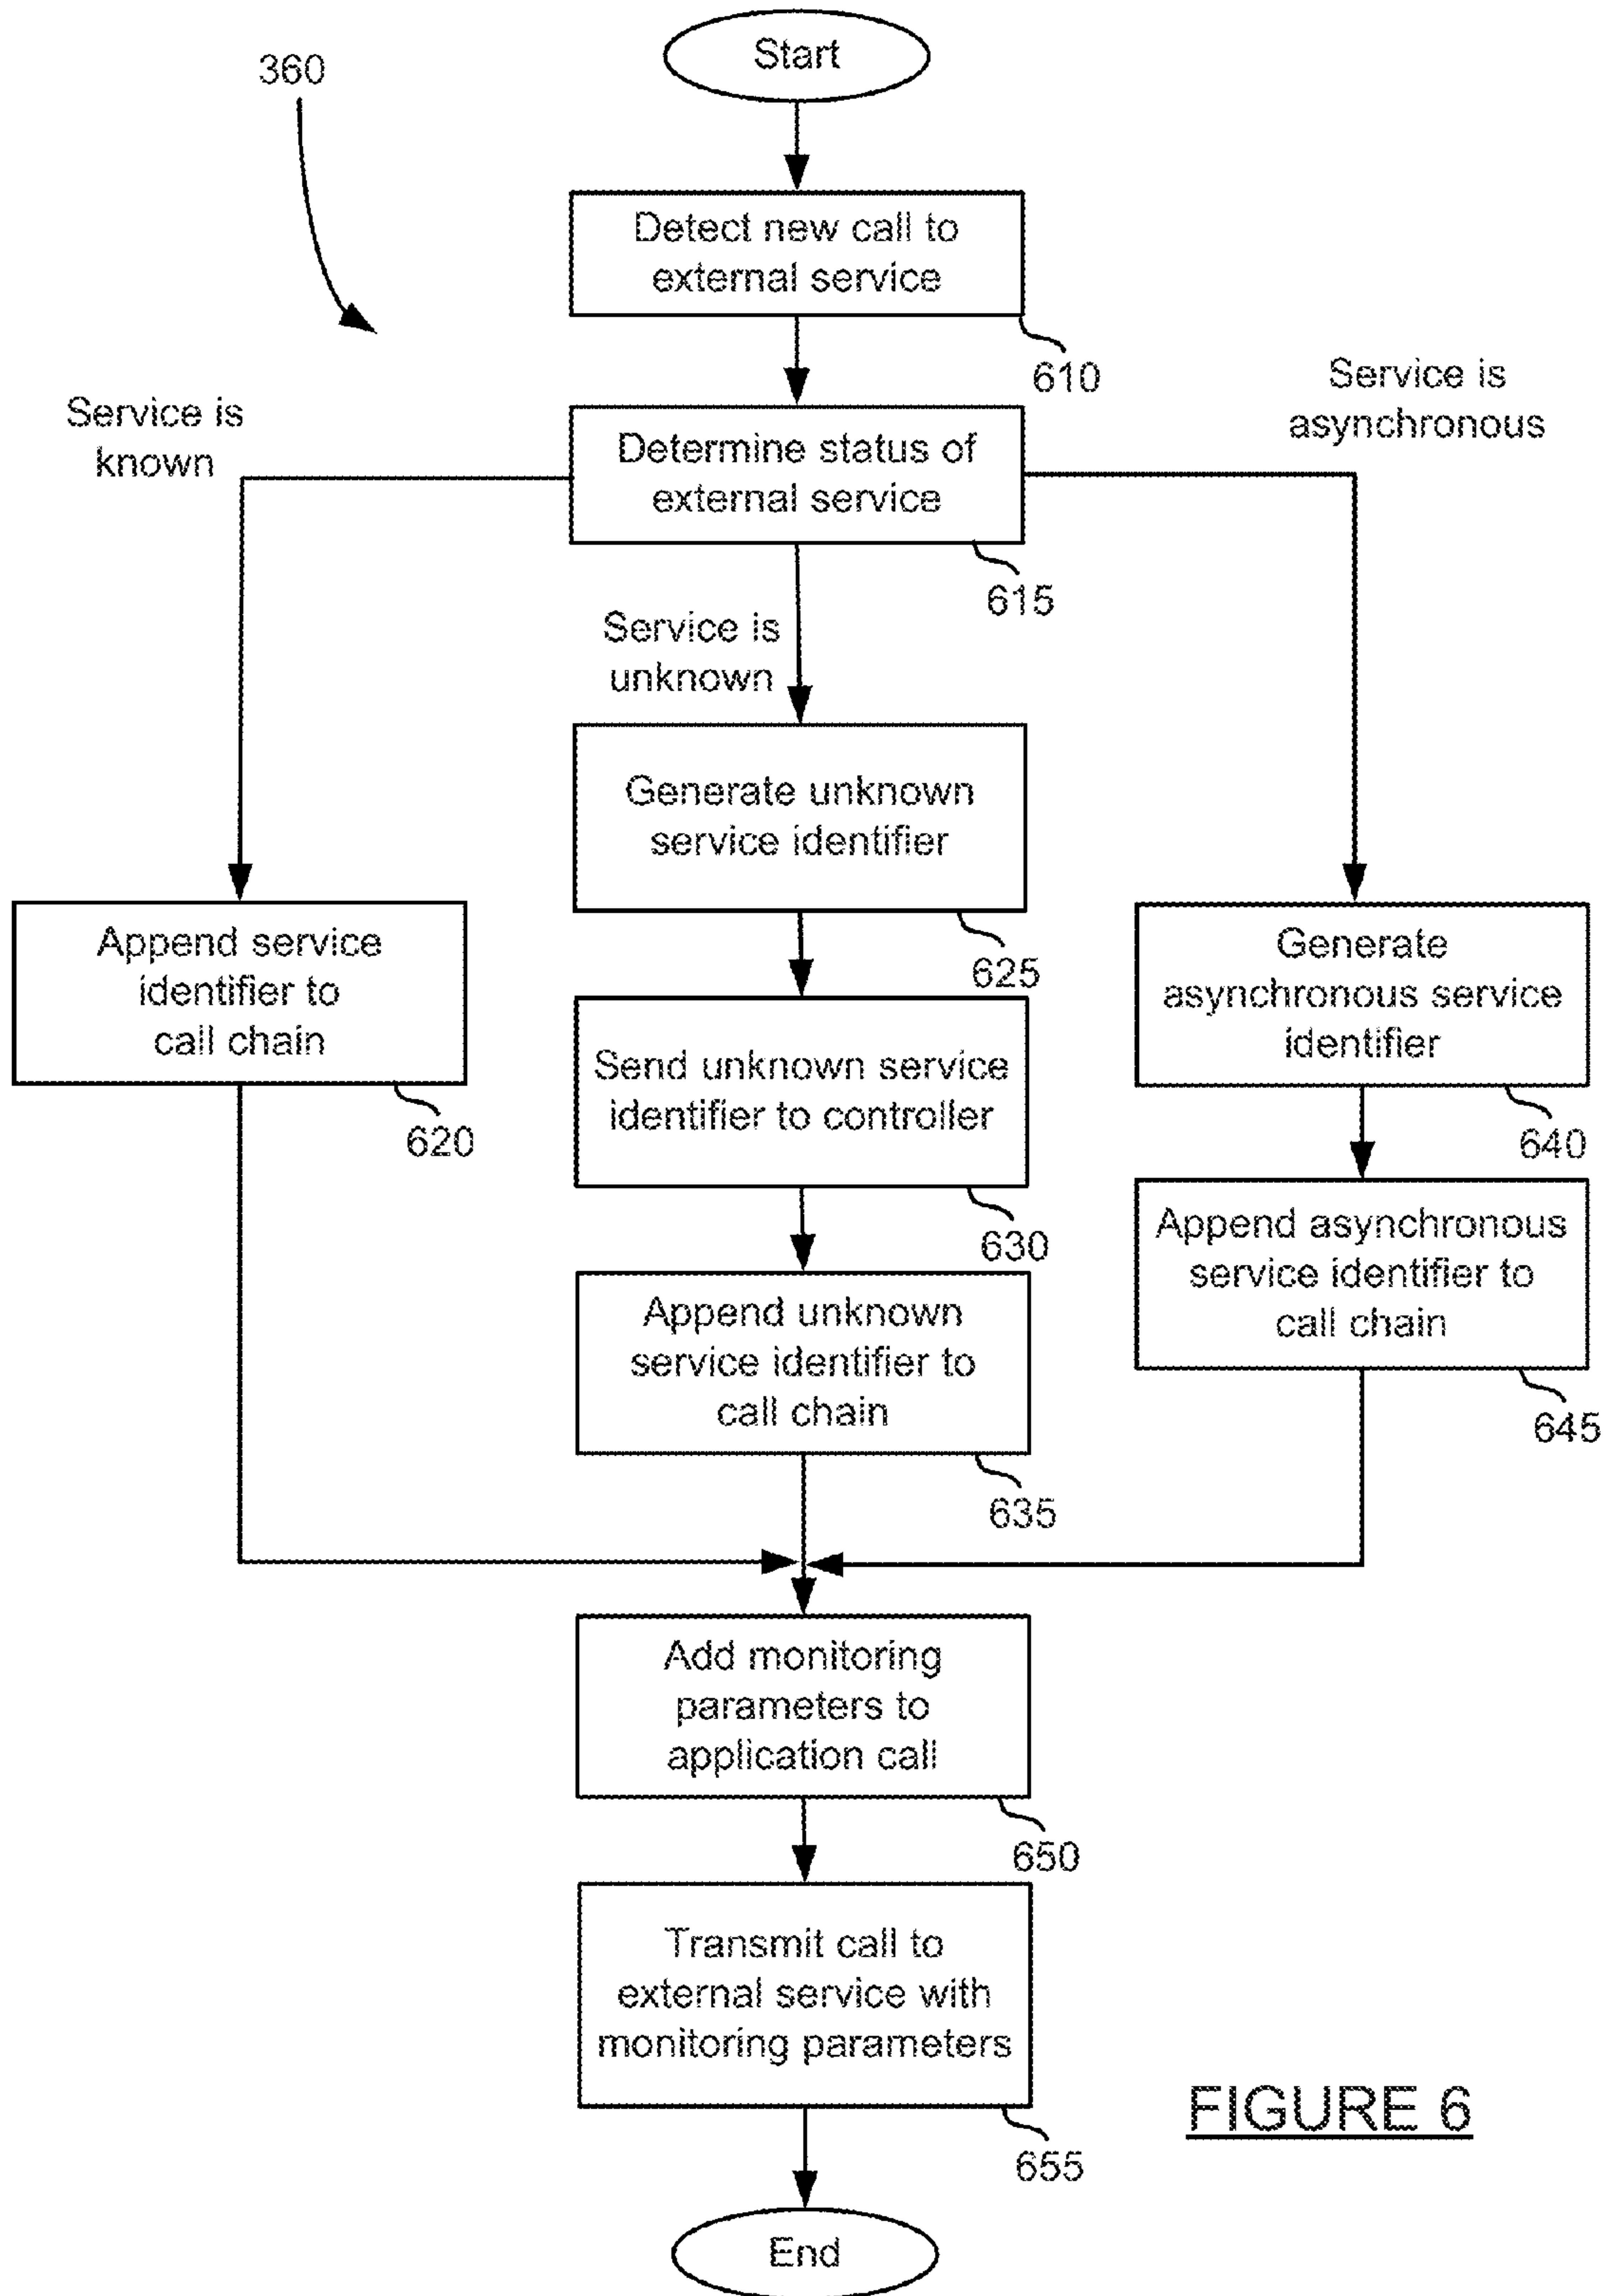 Start
360
Detect new call to
external service
610
Service is
known
Service is
asynchronous
Determine status of
external service
615
Service is
unknown
Generate unknown
service identifier
625
Append service
identifier to
call chain
620
Generate
asynchronous service
identifier
640
Send unknown service
identifier to controller
630
Append asynchronous
service identifier to
call chain
645
Append unknown
service identifier to
call chain
635
Add monitoring
parameters to
application call
650
Transmit call to
external service with
monitoring parameters
655
FIGURE 6
End